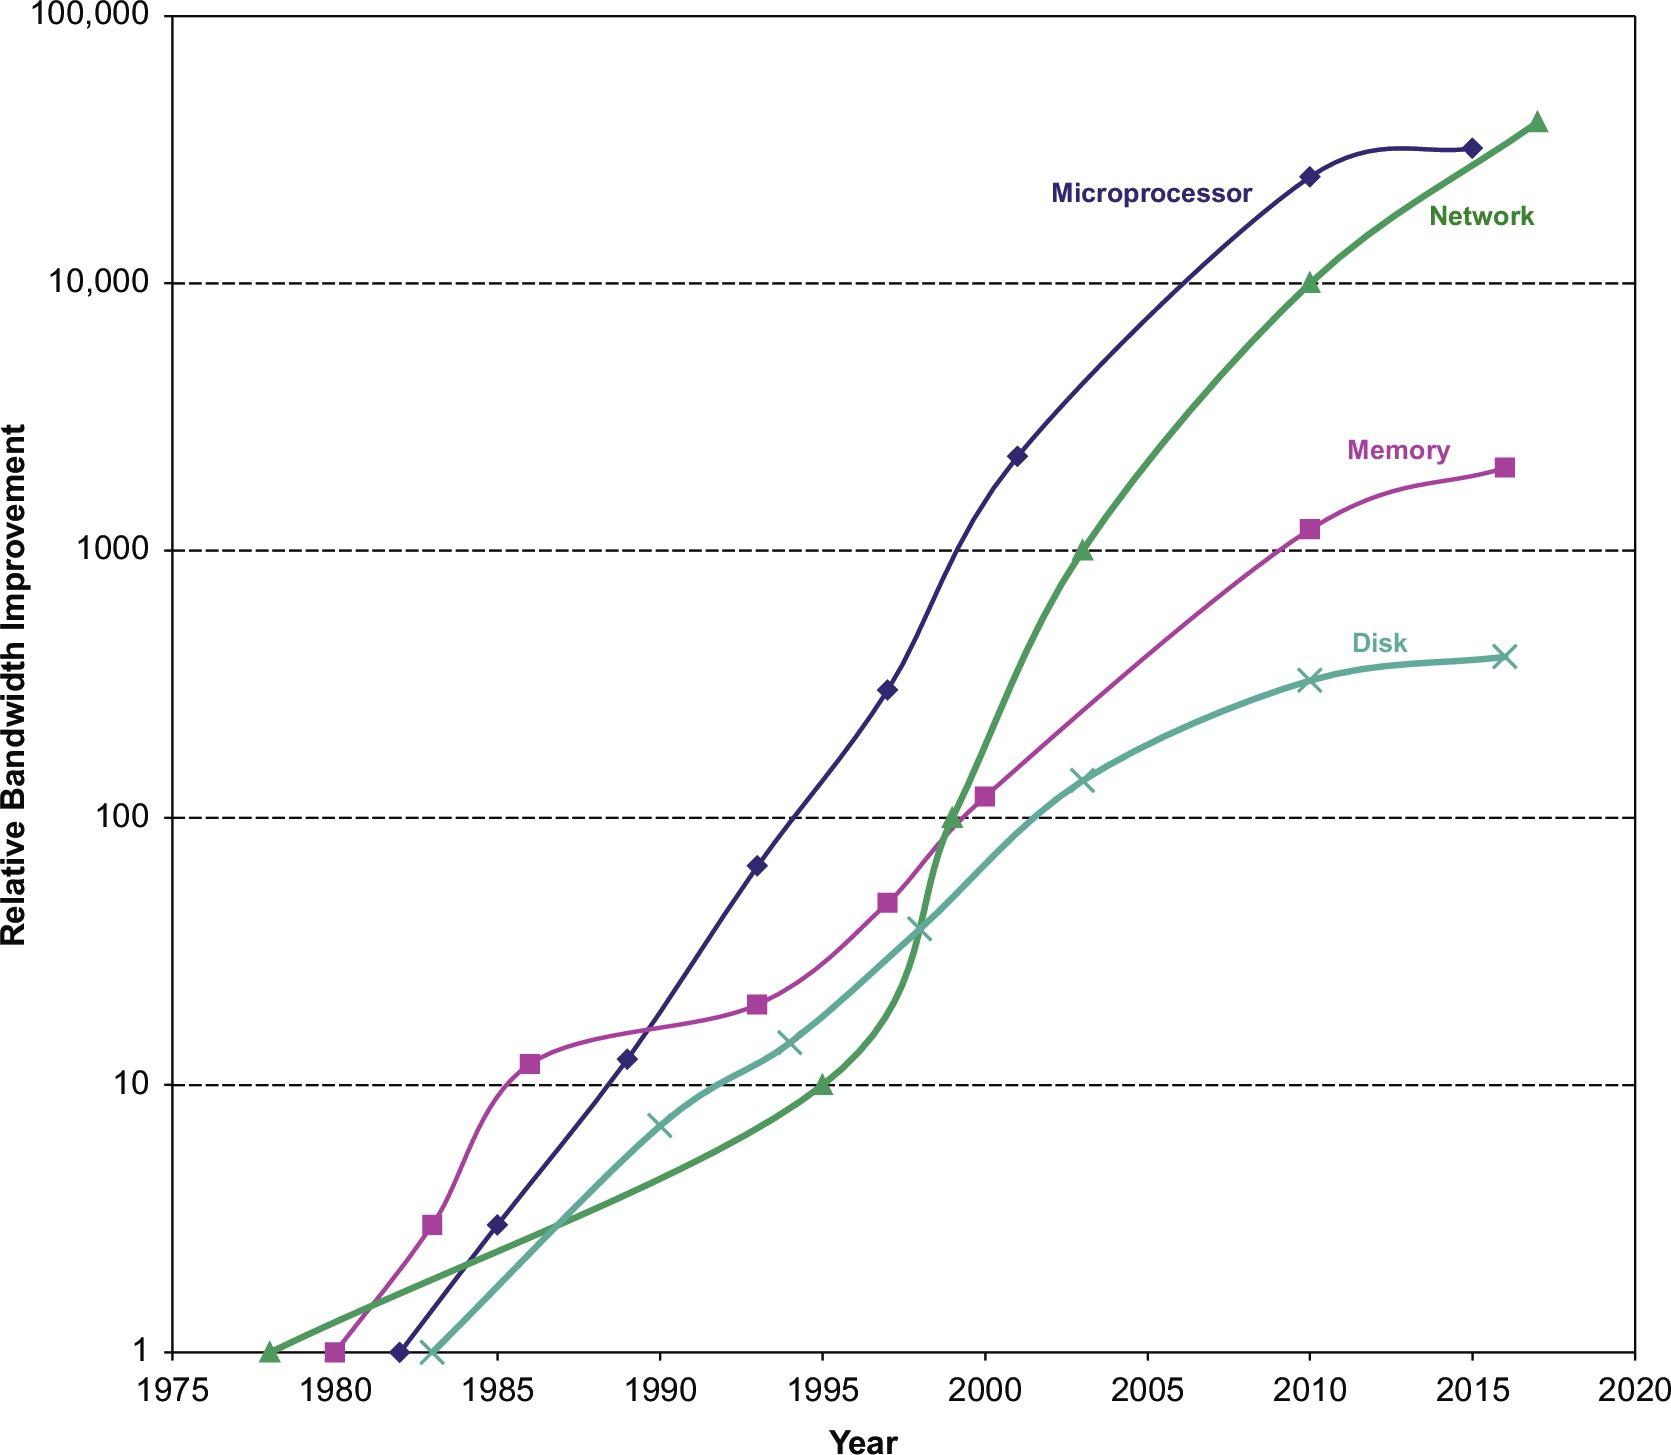 100,000
10,000
1000
100
10
1
Relative Bandwidth Improvement
Microprocessor
Network
Memory
Disk
1975 1980 1985 1990 1995 2000 2005 2010 2015 2020
Year